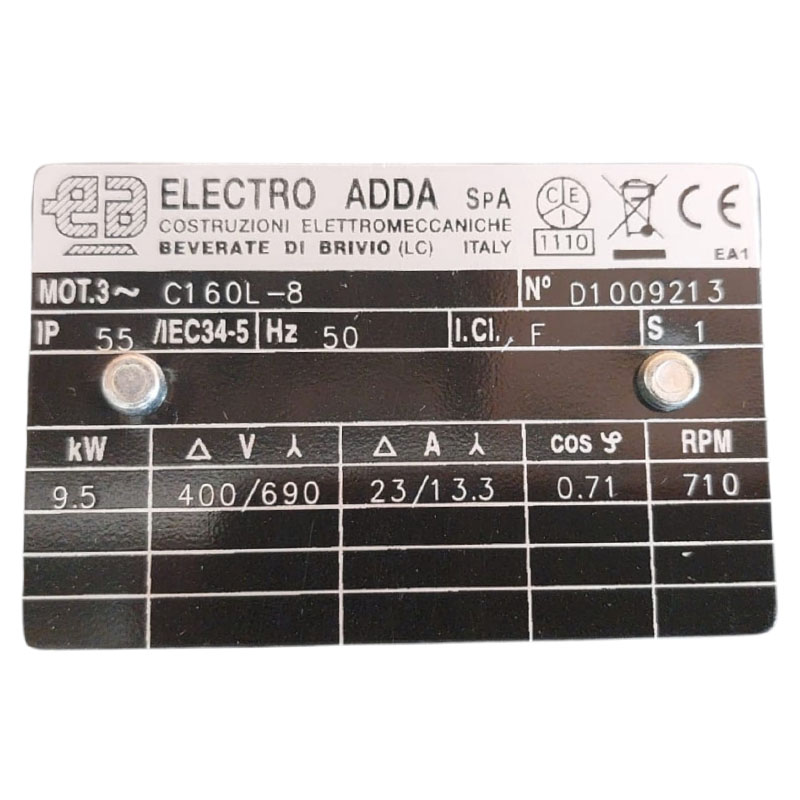 ELECTRO ADDA SpA
COSTRUZIONI ELETTROMECCANICHE
BEVERATE DI BRIVIO (LC) ITALY
CEI
1110
CE
EA1
MOT.3~ C160L-8 N° D1009213
IP 55 /IEC34-5 Hz 50 I.Cl. F S 1
kW Δ V ⅄ Δ A ⅄ cos φ RPM
9.5 400/690 23/13.3 0.71 710